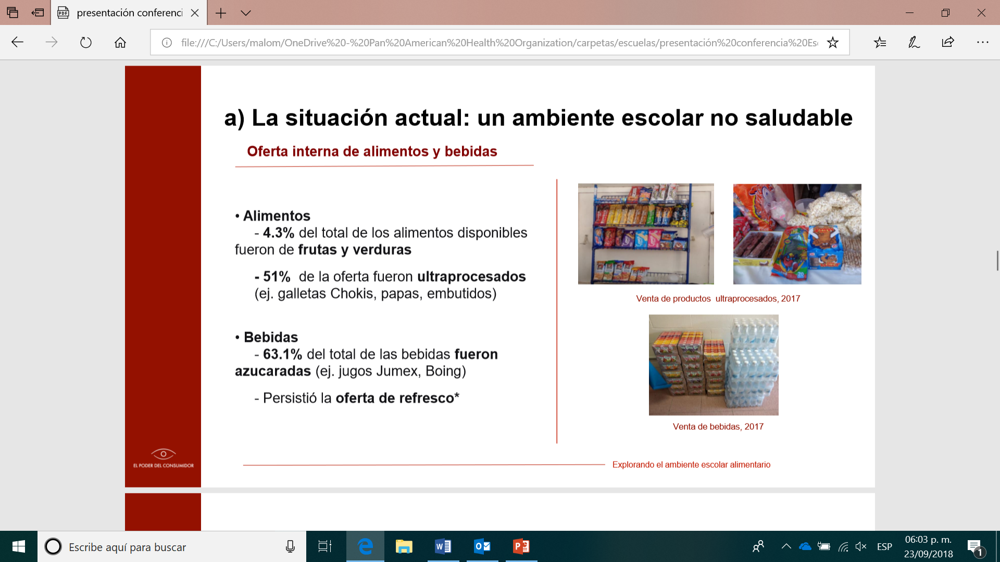 presentación conferenci
file:///C:/Users/malom/OneDrive%20-%20Pan%20American%20Health%20Organization/carpetas/escuelas/presentación%20conferencia%20Es
a) La situación actual: un ambiente escolar no saludable
Oferta interna de alimentos y bebidas
• Alimentos
- 4.3% del total de los alimentos disponibles
fueron de frutas y verduras
- 51% de la oferta fueron ultraprocesados
(ej. galletas Chokis, papas, embutidos)
• Bebidas
- 63.1% del total de las bebidas fueron
azucaradas (ej. jugos Jumex, Boing)
- Persistió la oferta de refresco*
Venta de productos ultraprocesados, 2017
Venta de bebidas, 2017
EL PODER DEL CONSUMIDOR
Explorando el ambiente escolar alimentario
Escribe aquí para buscar
ESP
06:03 p. m.
23/09/2018
1